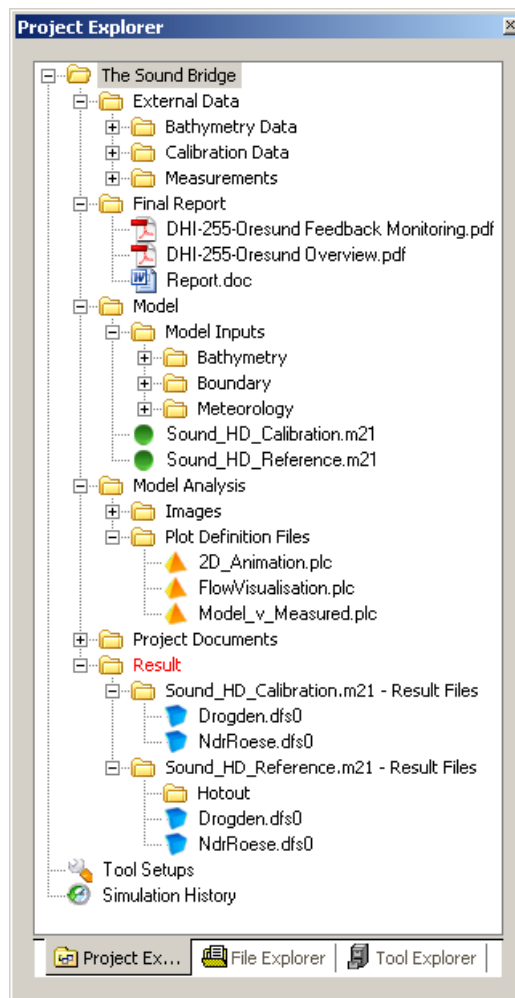 Project Explorer
The Sound Bridge
External Data
Bathymetry Data
Calibration Data
Measurements
Final Report
DHI-255-Oresund Feedback Monitoring.pdf
DHI-255-Oresund Overview.pdf
Report.doc
Model
Model Inputs
Bathymetry
Boundary
Meteorology
Sound_HD_Calibration.m21
Sound_HD_Reference.m21
Model Analysis
Images
Plot Definition Files
2D_Animation.plc
FlowVisualisation.plc
Model_v_Measured.plc
Project Documents
Result
Sound_HD_Calibration.m21 - Result Files
Drogden.dfs0
NdrRoese.dfs0
Sound_HD_Reference.m21 - Result Files
Hotout
Drogden.dfs0
NdrRoese.dfs0
Tool Setups
Simulation History
Project Ex... File Explorer Tool Explorer